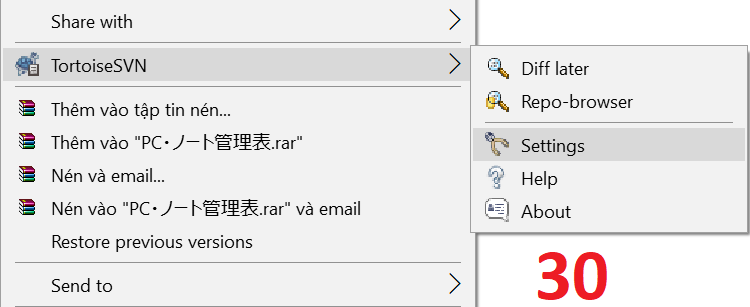 Share with
TortoiseSVN
Thêm vào tập tin nén...
Thêm vào "PC・ノート管理表.rar"
Nén và email...
Nén vào "PC・ノート管理表.rar" và email
Restore previous versions
Send to
Diff later
Repo-browser
Settings
Help
About
30